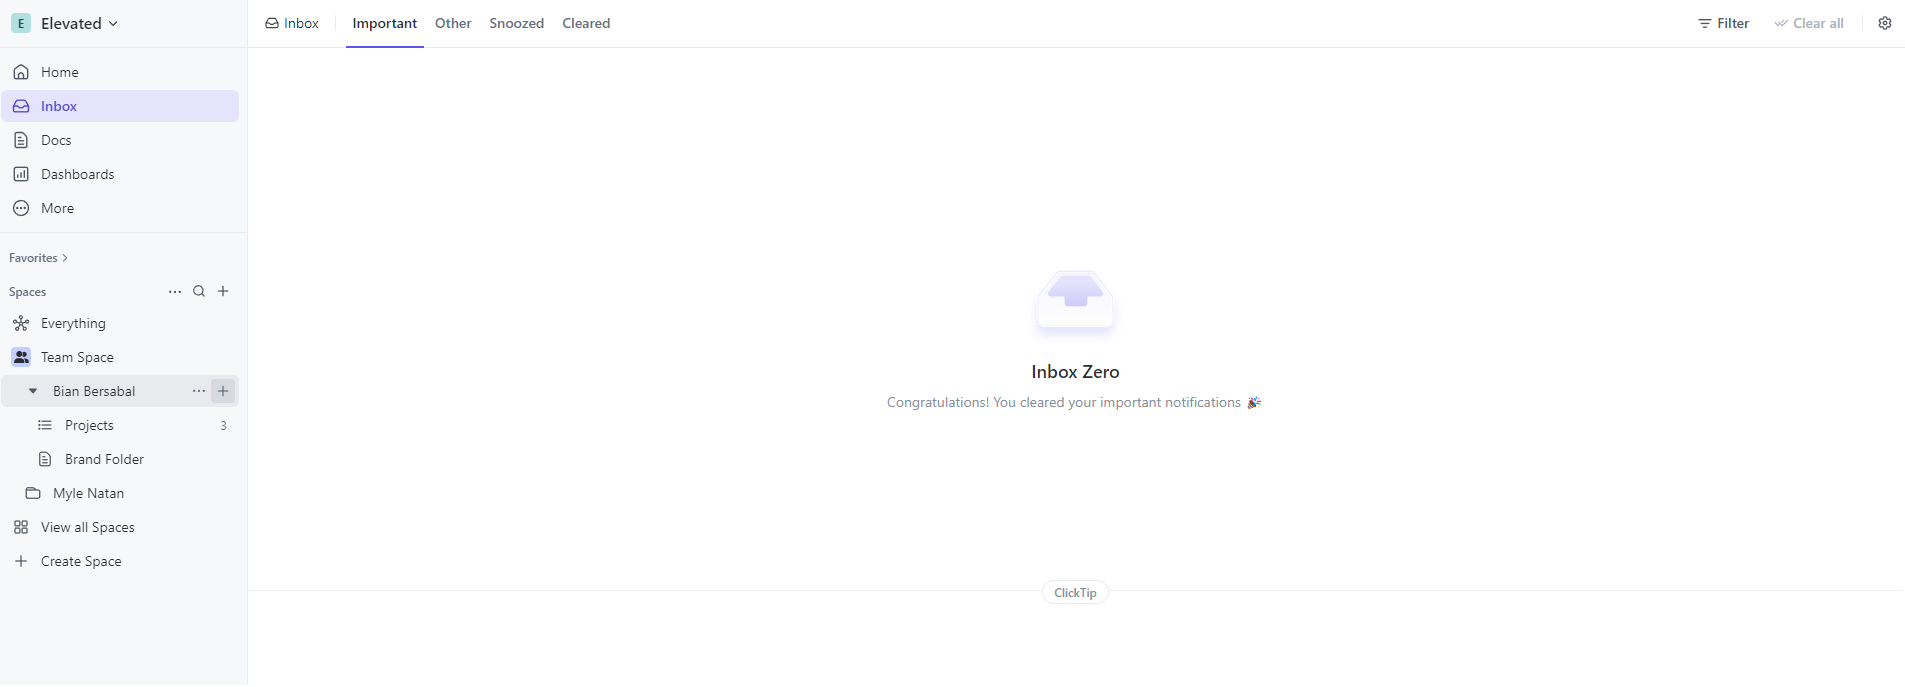 E Elevated
Inbox Important Other Snoozed Cleared Filter Clear all
Home
Inbox
Docs
Dashboards
More
Favorites
Spaces
Everything
Team Space
Bian Bersabal
Projects 3
Brand Folder
Myle Natan
View all Spaces
Create Space
Inbox Zero
Congratulations! You cleared your important notifications 🎉
ClickTip